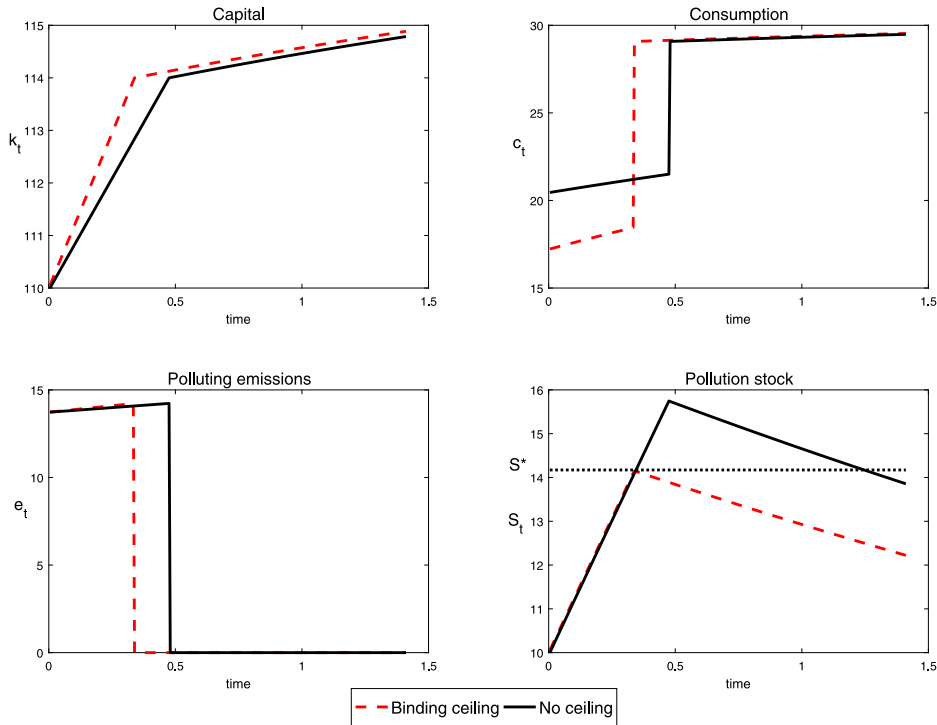 Capital
115
114
113
112
111
110
k_t
0
0.5
1
1.5
time
Consumption
30
25
20
15
c_t
0
0.5
1
1.5
time
Polluting emissions
15
10
5
0
e_t
0
0.5
1
1.5
time
Pollution stock
16
15
14
13
12
11
10
S*
S_t
0
0.5
1
1.5
time
Binding ceiling
No ceiling